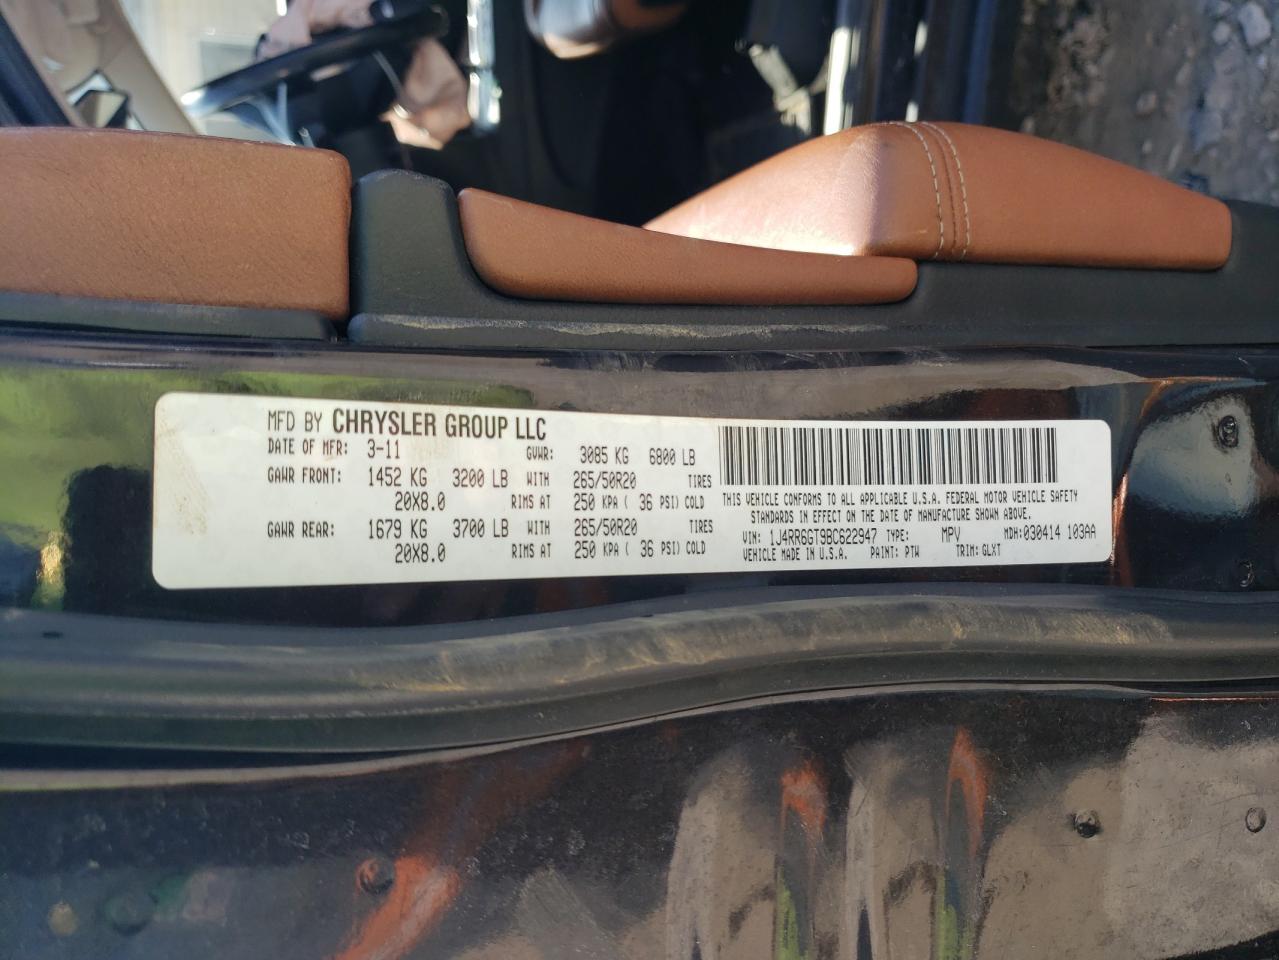 MFD BY CHRYSLER GROUP LLC
DATE OF MFR: 3-11 GVWR: 3085 KG 6800 LB
GAWR FRONT: 1452 KG 3200 LB WITH 265/50R20 TIRES
20X8.0 RIMS AT 250 KPA ( 36 PSI) COLD
GAWR REAR: 1679 KG 3700 LB WITH 265/50R20 TIRES
20X8.0 RIMS AT 250 KPA ( 36 PSI) COLD
THIS VEHICLE CONFORMS TO ALL APPLICABLE U.S.A. FEDERAL MOTOR VEHICLE SAFETY
STANDARDS IN EFFECT ON THE DATE OF MANUFACTURE SHOWN ABOVE.
VIN: 1J4RR6GT9BC622947 TYPE: MPV MDH:030414 103AA
VEHICLE MADE IN U.S.A. PAINT: PTW TRIM: GLXT